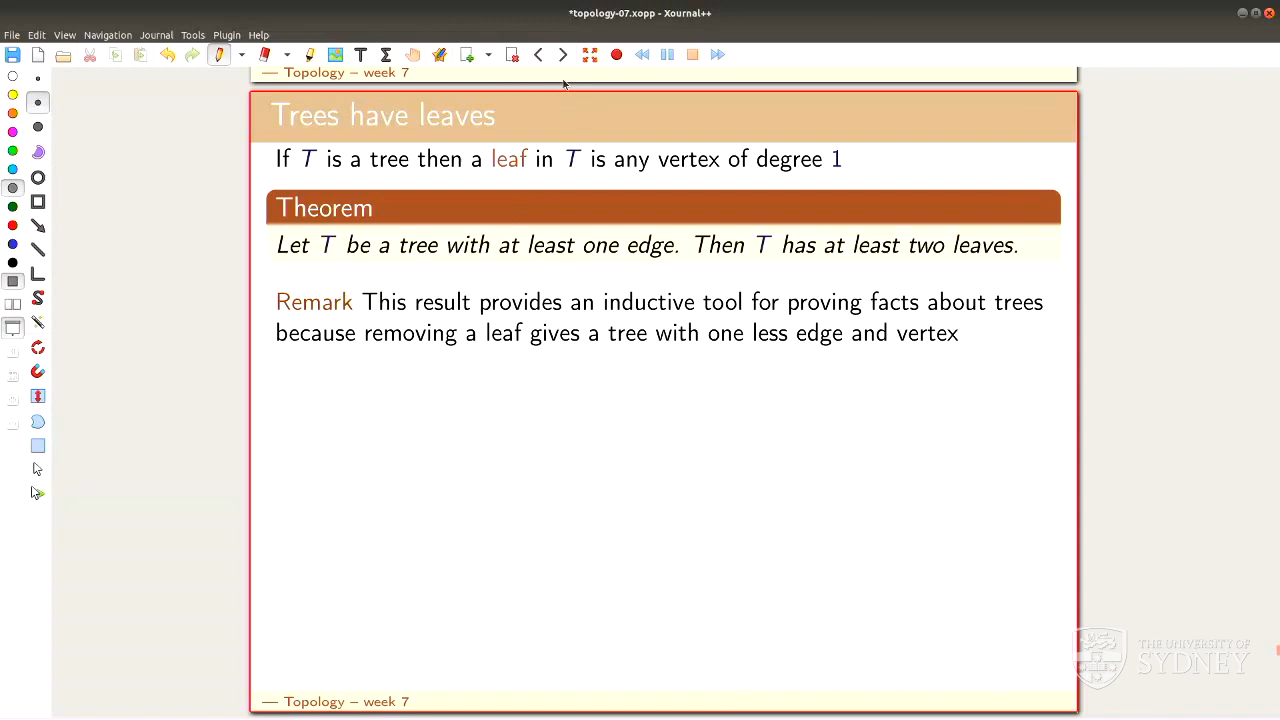 *topology-07.xopp - Xournal++
File Edit View Navigation Journal Tools Plugin Help
— Topology – week 7
Trees have leaves
If T is a tree then a leaf in T is any vertex of degree 1
Theorem
Let T be a tree with at least one edge. Then T has at least two leaves.
Remark This result provides an inductive tool for proving facts about trees
because removing a leaf gives a tree with one less edge and vertex
THE UNIVERSITY OF
SYDNEY
— Topology – week 7